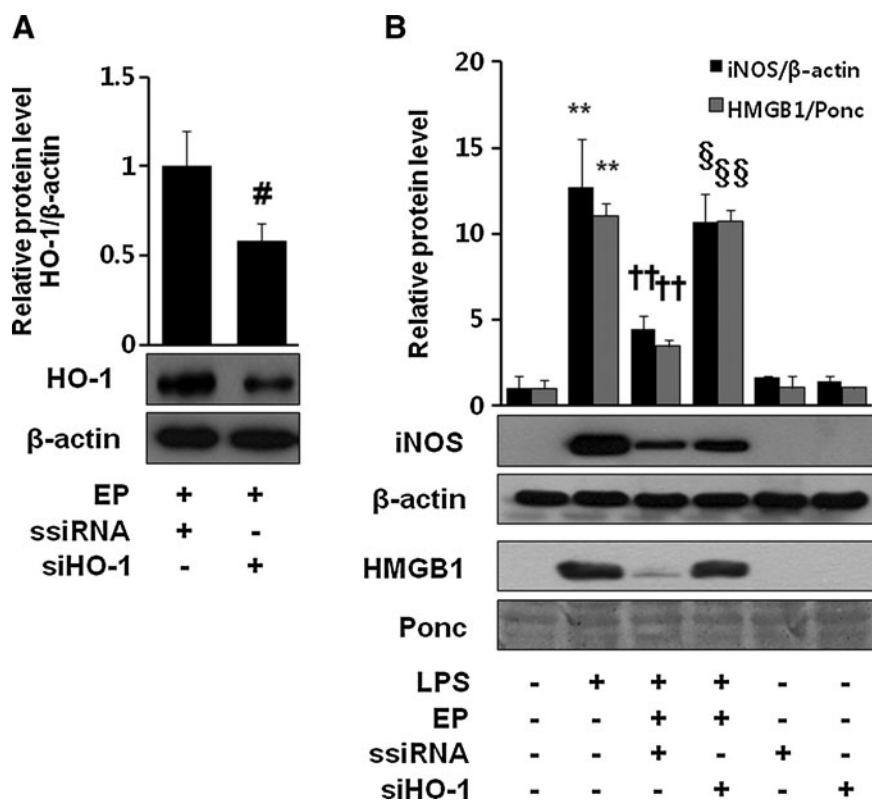 A
Relative protein level
HO-1/β-actin
1.5
1
0.5
0
#
HO-1
β-actin
EP + +
ssiRNA + -
siHO-1 - +
B
Relative protein level
20
15
10
5
0
iNOS/β-actin
HMGB1/Ponc
**
**
††
††
§
§§
iNOS
β-actin
HMGB1
Ponc
LPS - + + + - -
EP - - + + - -
ssiRNA - - + - + -
siHO-1 - - - + - +